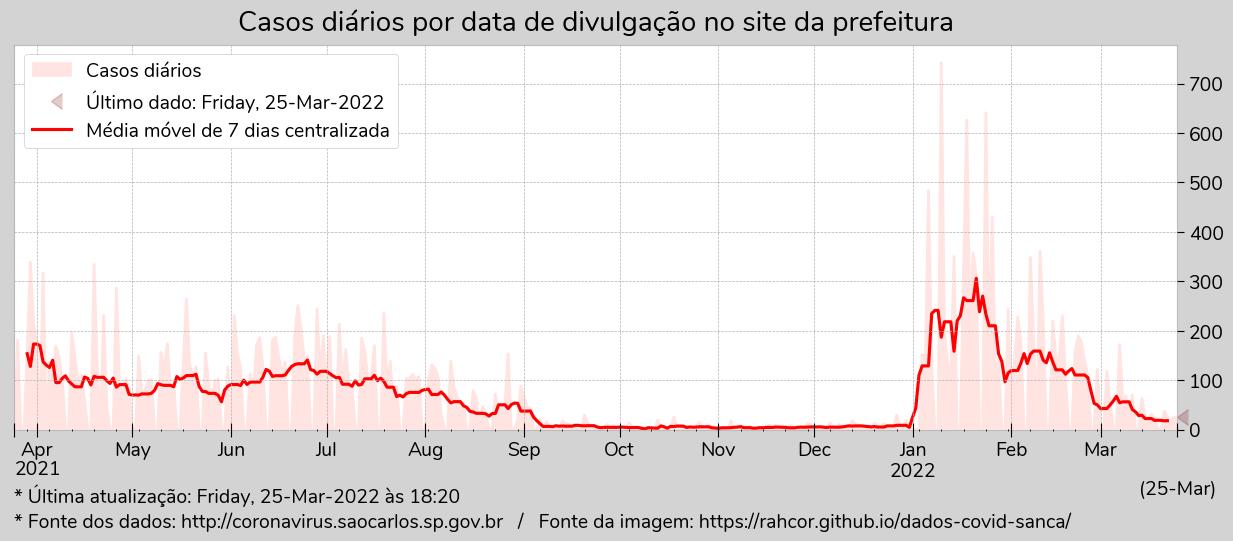 Casos diários por data de divulgação no site da prefeitura
Casos diários
Último dado: Friday, 25-Mar-2022
Média móvel de 7 dias centralizada
700
600
500
400
300
200
100
0
Apr May Jun Jul Aug Sep Oct Nov Dec Jan Feb Mar
2021 2022
(25-Mar)
* Última atualização: Friday, 25-Mar-2022 às 18:20
* Fonte dos dados: http://coronavirus.saocarlos.sp.gov.br / Fonte da imagem: https://rahcor.github.io/dados-covid-sanca/